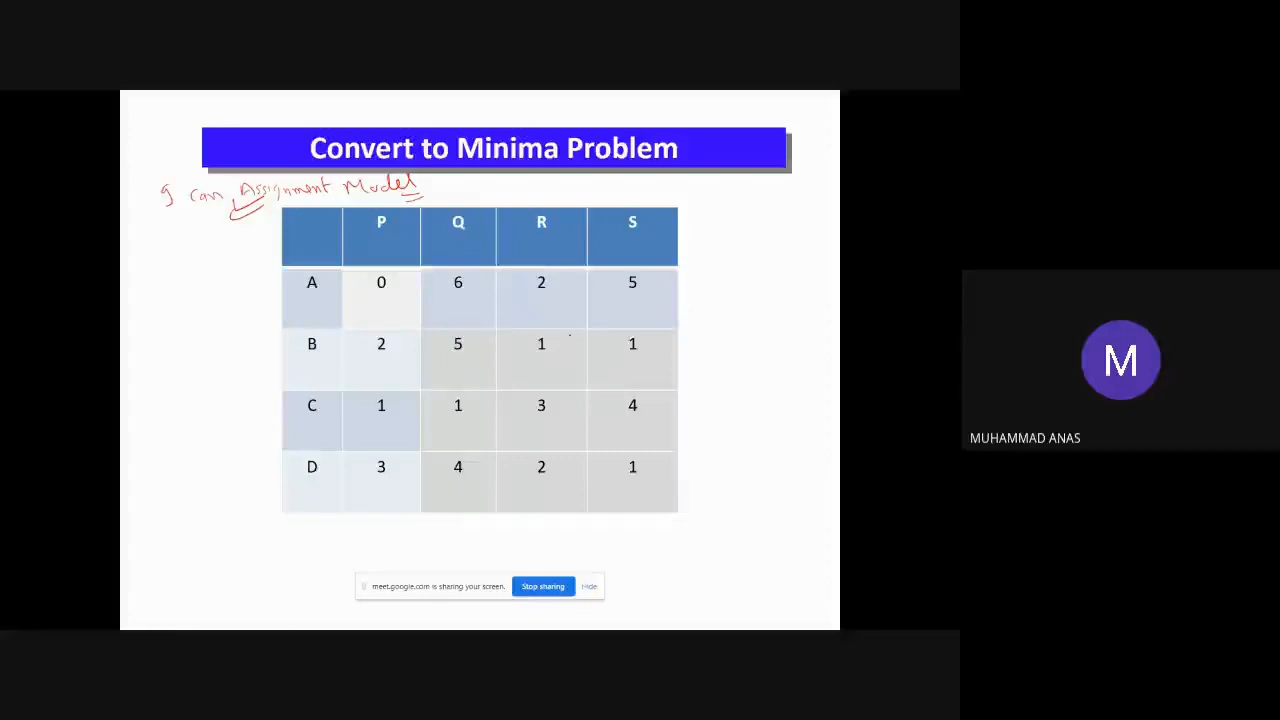 Convert to Minima Problem
g can Assignment Model
P Q R S
A 0 6 2 5
B 2 5 1 1
C 1 1 3 4
D 3 4 2 1
meet.google.com is sharing your screen. Stop sharing Hide
M
MUHAMMAD ANAS